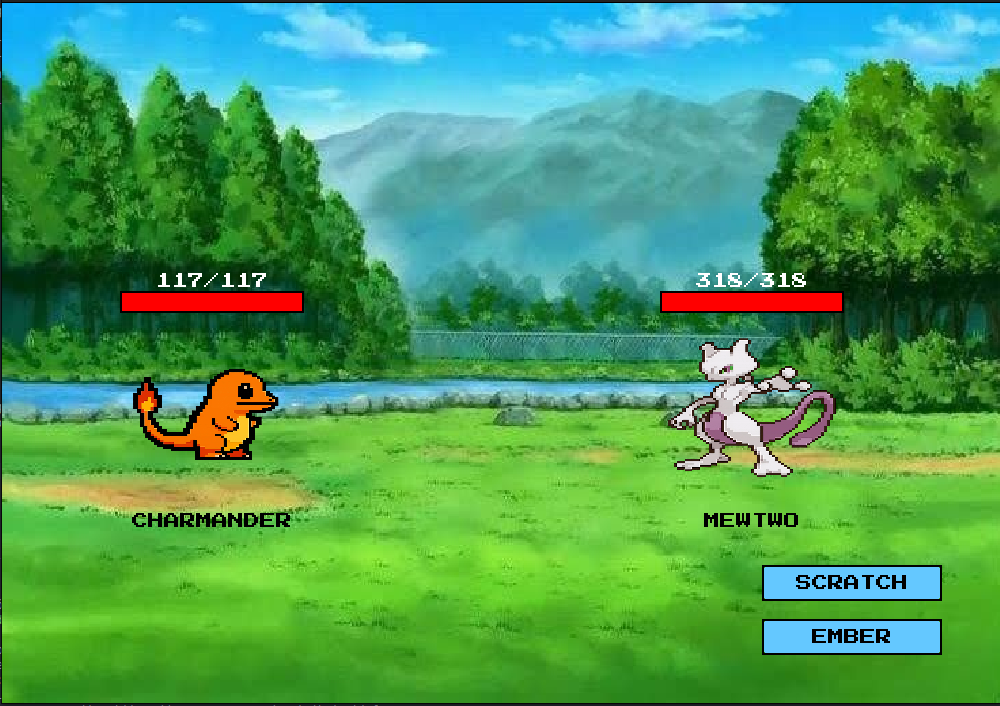 117/117
318/318
CHARMANDER
MEWTWO
SCRATCH
EMBER